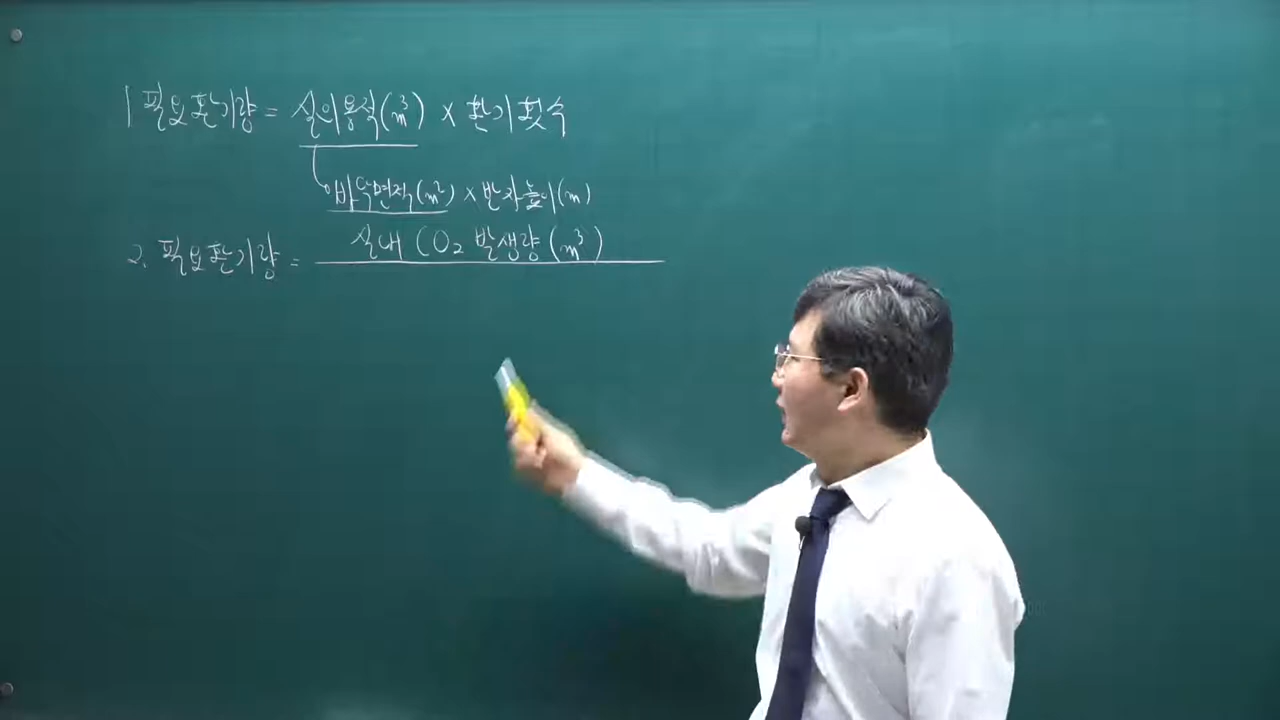 1 필요환기량 = 실의용적(m³) × 환기횟수
바닥면적(m²) × 반자높이(m)
2. 필요환기량 = 실내 CO₂ 발생량(m³)